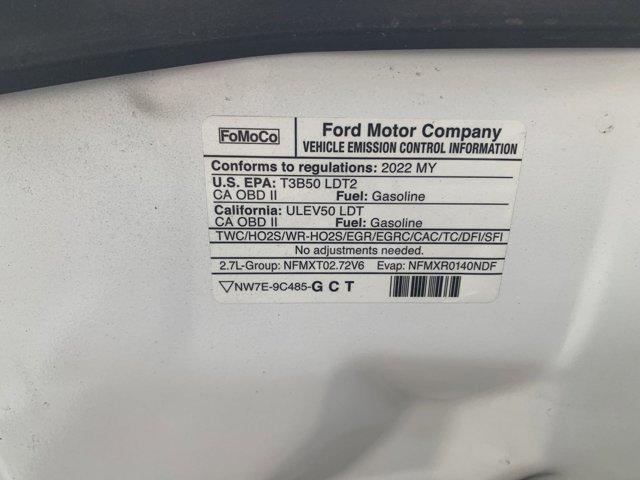 FoMoCo
Ford Motor Company
VEHICLE EMISSION CONTROL INFORMATION
Conforms to regulations: 2022 MY
U.S. EPA: T3B50 LDT2
CA OBD II Fuel: Gasoline
California: ULEV50 LDT
CA OBD II Fuel: Gasoline
TWC/HO2S/WR-HO2S/EGR/EGRC/CAC/TC/DFI/SFI
No adjustments needed.
2.7L-Group: NFMXT02.72V6 Evap: NFMXR0140NDF
▽NW7E-9C485-G C T